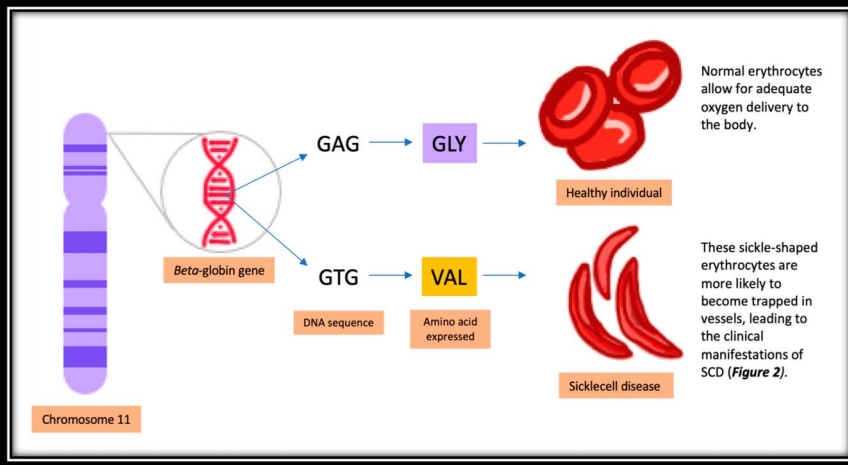 Normal erythrocytes
allow for adequate
oxygen delivery to
the body.
GAG
GLY
Healthy individual
Beta-globin gene
GTG
VAL
DNA sequence
Amino acid
expressed
These sickle-shaped
erythrocytes are
more likely to
become trapped in
vessels, leading to
the clinical
manifestations of
SCD (Figure 2).
Sicklecell disease
Chromosome 11